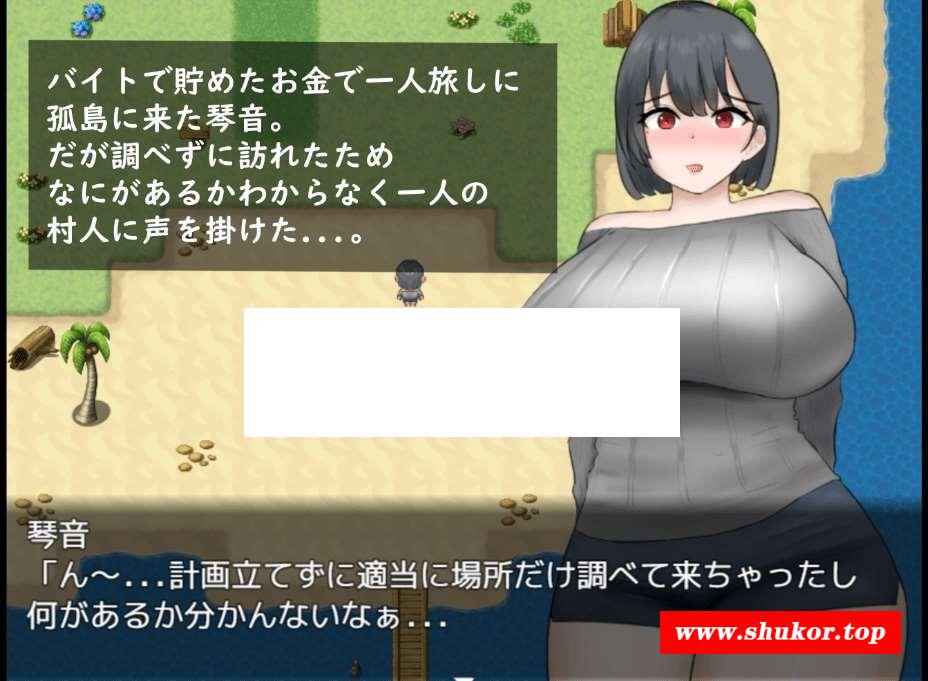 バイトで貯めたお金で一人旅しに
孤島に来た琴音。
だが調べずに訪れたため
なにがあるかわからなく一人の
村人に声を掛けた...。
琴音
「ん～...計画立てずに適当に場所だけ調べて来ちゃったし
何があるか分かんないなぁ...
www.shukor.top